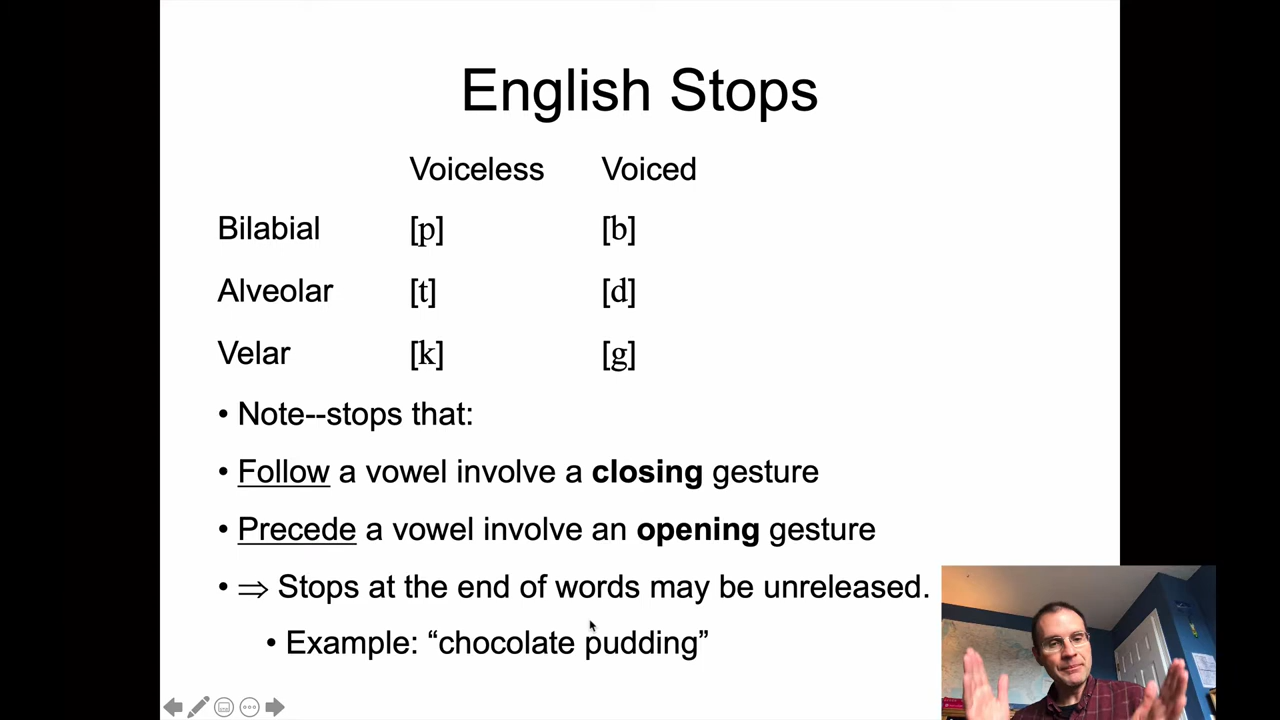 English Stops
Voiceless Voiced
Bilabial [p] [b]
Alveolar [t] [d]
Velar [k] [g]
• Note--stops that:
• Follow a vowel involve a closing gesture
• Precede a vowel involve an opening gesture
• ⇒ Stops at the end of words may be unreleased.
• Example: “chocolate pudding”